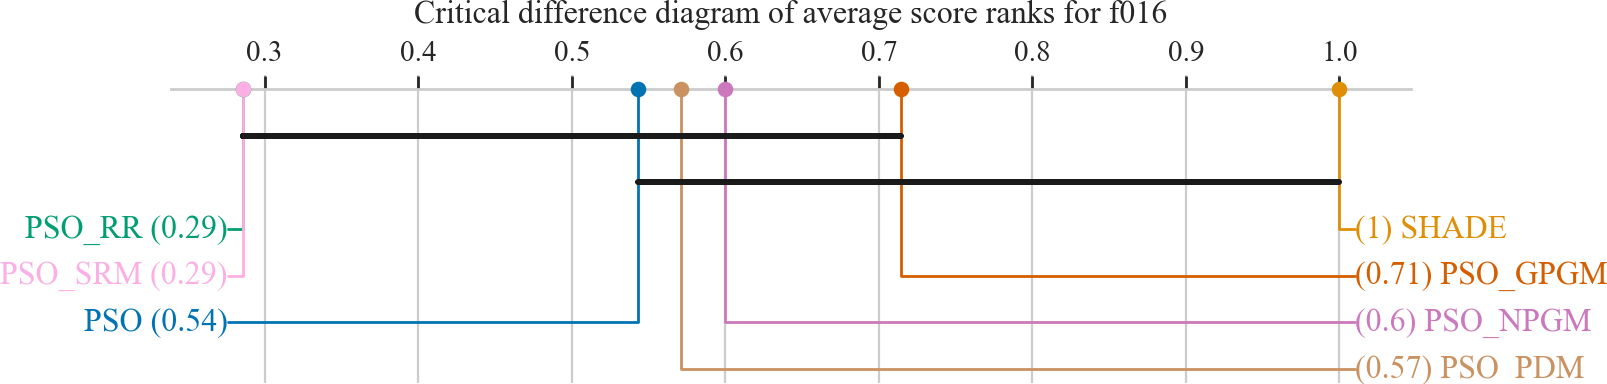 Critical difference diagram of average score ranks for f016
0.3 0.4 0.5 0.6 0.7 0.8 0.9 1.0
PSO_RR (0.29) (1) SHADE
PSO_SRM (0.29) (0.71) PSO_GPGM
PSO (0.54) (0.6) PSO_NPGM
(0.57) PSO_PDM